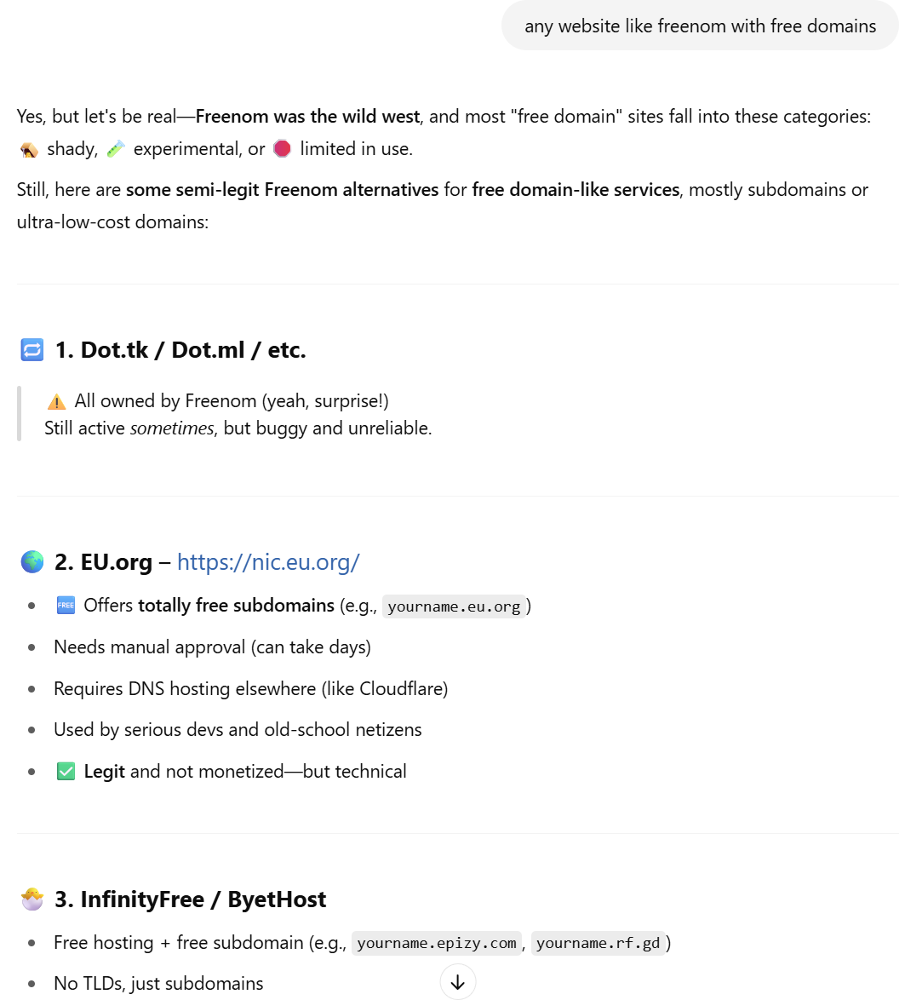 any website like freenom with free domains
Yes, but let's be real—Freenom was the wild west, and most "free domain" sites fall into these categories:
🪤 shady, 🧪 experimental, or 🛑 limited in use.
Still, here are some semi-legit Freenom alternatives for free domain-like services, mostly subdomains or
ultra-low-cost domains:
🔁 1. Dot.tk / Dot.ml / etc.
⚠️ All owned by Freenom (yeah, surprise!)
Still active sometimes, but buggy and unreliable.
🌍 2. EU.org – https://nic.eu.org/
• 🆓 Offers totally free subdomains (e.g., yourname.eu.org)
• Needs manual approval (can take days)
• Requires DNS hosting elsewhere (like Cloudflare)
• Used by serious devs and old-school netizens
• ✅ Legit and not monetized—but technical
🐣 3. InfinityFree / ByetHost
• Free hosting + free subdomain (e.g., yourname.epizy.com, yourname.rf.gd)
• No TLDs, just subdomains